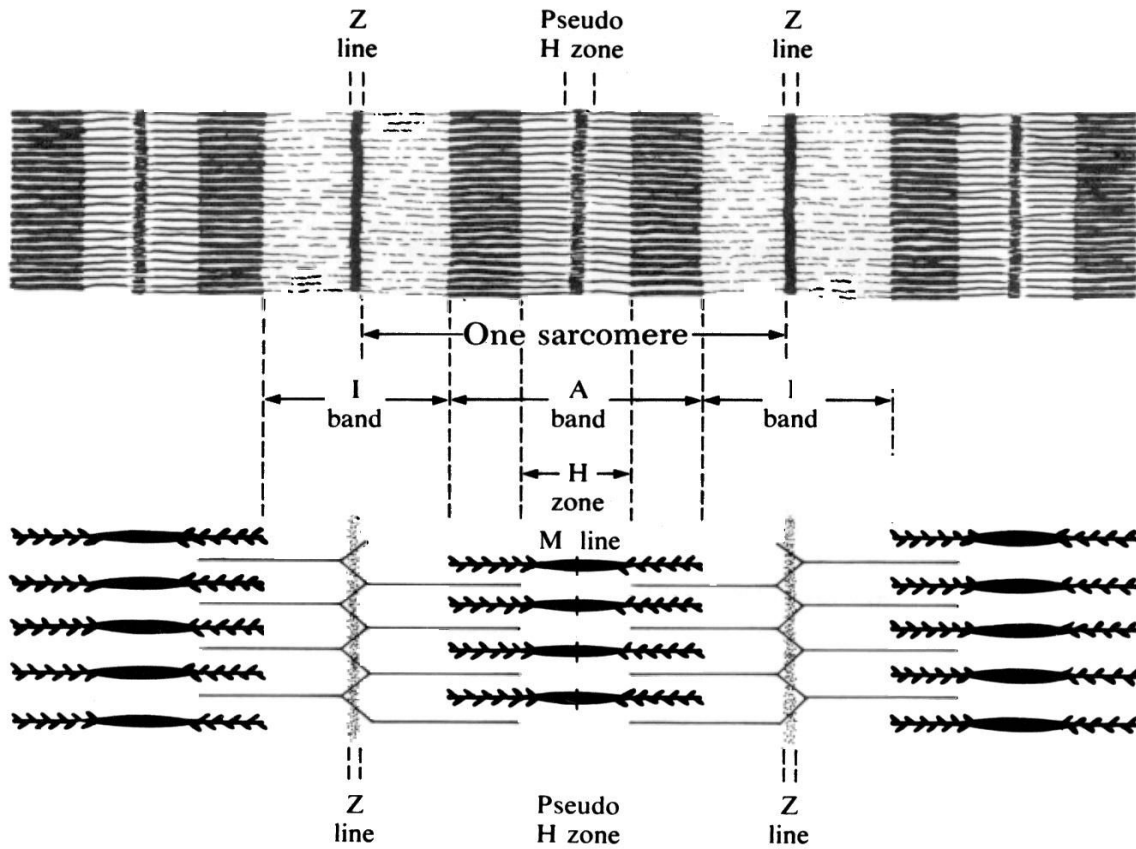 Z
line
Pseudo
H zone
Z
line
One sarcomere
I
band
A
band
I
band
H
zone
M line
Z
line
Pseudo
H zone
Z
line